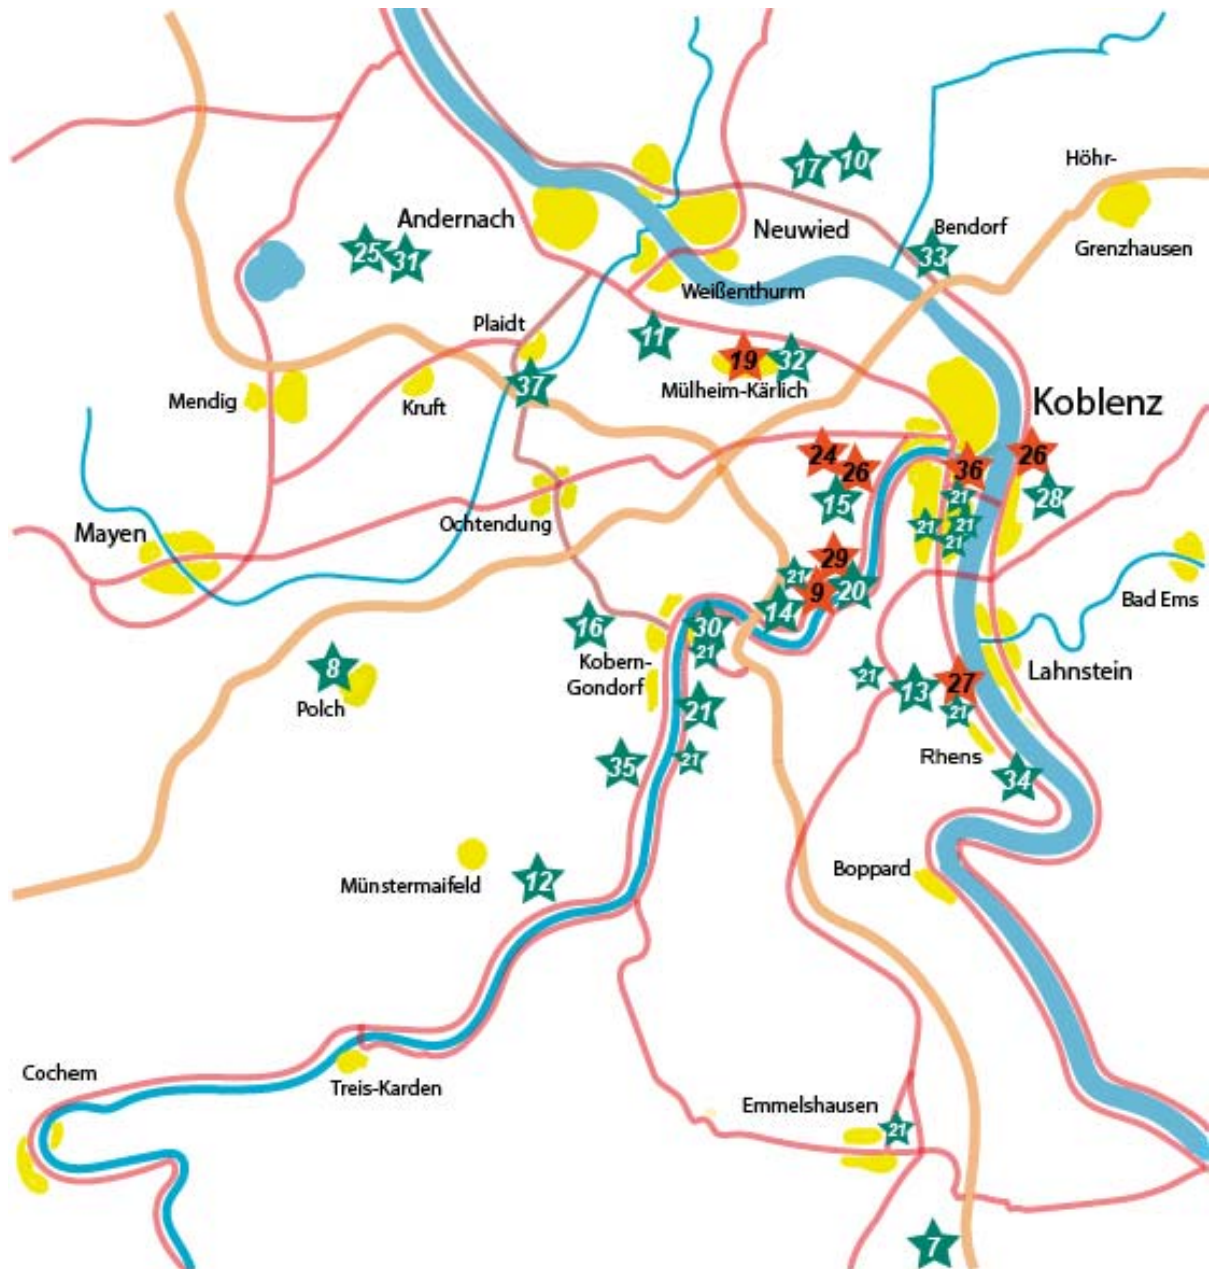 Höhr-
17
10
Andernach
Neuwied
Bendorf
Grenzhausen
25
31
33
Weißenturm
Plaidt
11
19
32
37
Mülheim-Kärlich
Mendig
Kruft
Koblenz
24
26
36
26
15
21
28
Ochtendung
21
21
21
Mayen
29
21
9
20
Bad Ems
14
16
30
Kobern-
Gondorf
21
8
21
13
27
Lahnstein
Polch
21
21
35
21
Rhens
34
Münstermaifeld
12
Boppard
Cochem
Treis-Karden
Emmelshausen
21
7